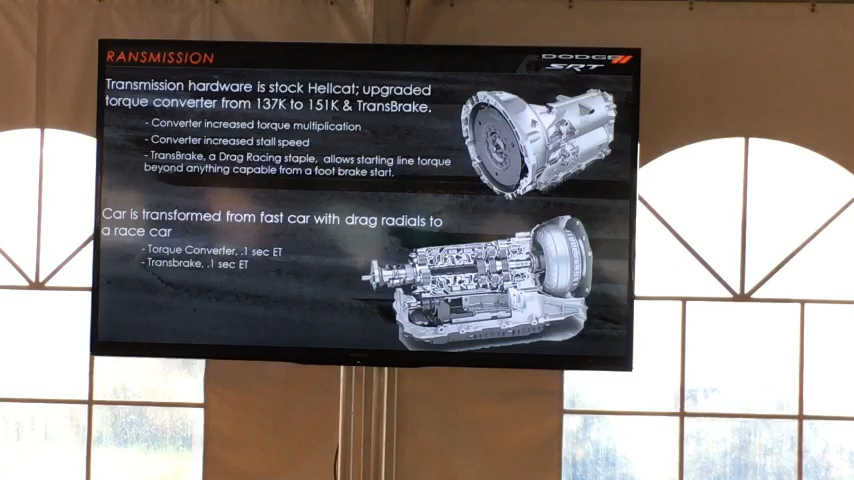 RANSMISSION
DODGE
SRT
Transmission hardware is stock Hellcat; upgraded
torque converter from 137K to 151K & TransBrake.
- Converter increased torque multiplication
- Converter increased stall speed
- TransBrake, a Drag Racing staple, allows starting line torque
beyond anything capable from a foot brake start.
Car is transformed from fast car with drag radials to
a race car
- Torque Converter, .1 sec ET
- Transbrake, .1 sec ET